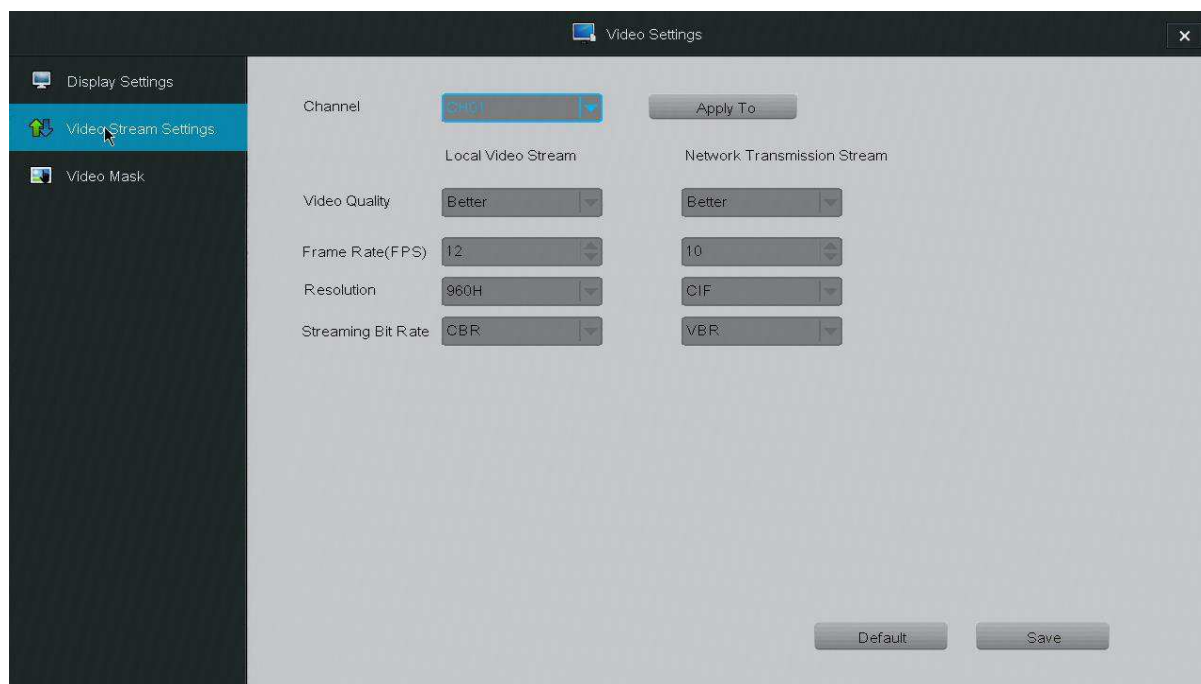 Video Settings
Display Settings
Video Stream Settings
Video Mask
Channel CH01 Apply To
Local Video Stream Network Transmission Stream
Video Quality Better Better
Frame Rate(FPS) 12 10
Resolution 960H CIF
Streaming Bit Rate CBR VBR
Default Save